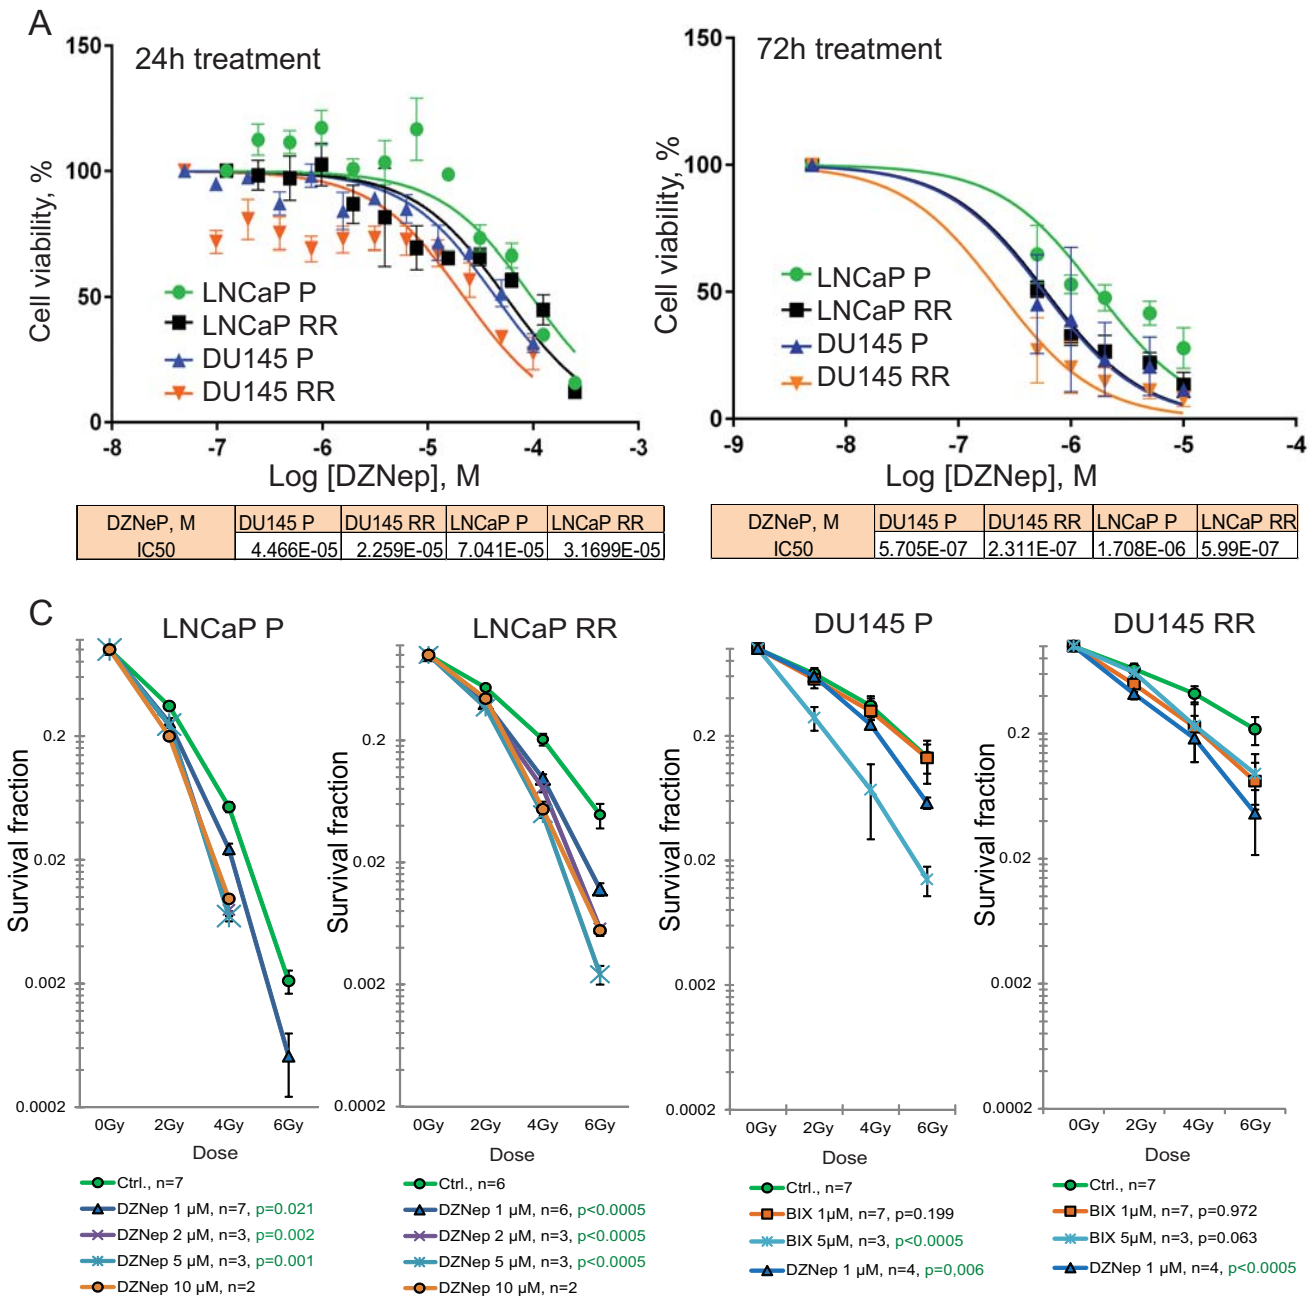 A
24h treatment
150
100
50
0
Cell viability, %
LNCaP P
LNCaP RR
DU145 P
DU145 RR
-8 -7 -6 -5 -4 -3
Log [DZNep], M
72h treatment
150
100
50
0
Cell viability, %
LNCaP P
LNCaP RR
DU145 P
DU145 RR
-9 -8 -7 -6 -5 -4
Log [DZNep], M
DZNeP, M DU145 P DU145 RR LNCaP P LNCaP RR
IC50 4.466E-05 2.259E-05 7.041E-05 3.1699E-05
DZNeP, M DU145 P DU145 RR LNCaP P LNCaP RR
IC50 5.705E-07 2.311E-07 1.708E-06 5.99E-07
C
LNCaP P
Survival fraction
0.2
0.02
0.002
0.0002
0Gy 2Gy 4Gy 6Gy
Dose
Ctrl., n=7
DZNep 1 µM, n=7, p=0.021
DZNep 2 µM, n=3, p=0.002
DZNep 5 µM, n=3, p=0.001
DZNep 10 µM, n=2
LNCaP RR
Survival fraction
0.2
0.02
0.002
0.0002
0Gy 2Gy 4Gy 6Gy
Dose
Ctrl., n=6
DZNep 1 µM, n=6, p<0.0005
DZNep 2 µM, n=3, p<0.0005
DZNep 5 µM, n=3, p<0.0005
DZNep 10 µM, n=2
DU145 P
Survival fraction
0.2
0.02
0.002
0.0002
0Gy 2Gy 4Gy 6Gy
Dose
Ctrl., n=7
BIX 1µM, n=7, p=0.199
BIX 5µM, n=3, p<0.0005
DZNep 1 µM, n=4, p=0,006
DU145 RR
Survival fraction
0.2
0.02
0.002
0.0002
0Gy 2Gy 4Gy 6Gy
Dose
Ctrl., n=7
BIX 1µM, n=7, p=0.972
BIX 5µM, n=3, p=0.063
DZNep 1 µM, n=4, p<0.0005